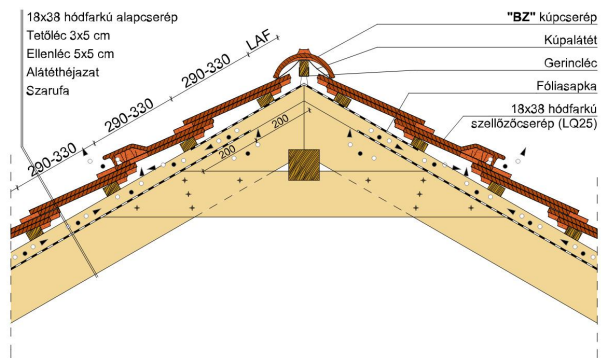 18x38 hódfarkú alapcserép
Tetőléc 3x5 cm
Ellenléc 5x5 cm
Alátéthéjazat
Szarufa
LAF
290-330
290-330
290-330
200
200
"BZ" kúpcserép
Kúpalátét
Gerincléc
Fóliasapka
18x38 hódfarkú
szellőzőcserép (LQ25)